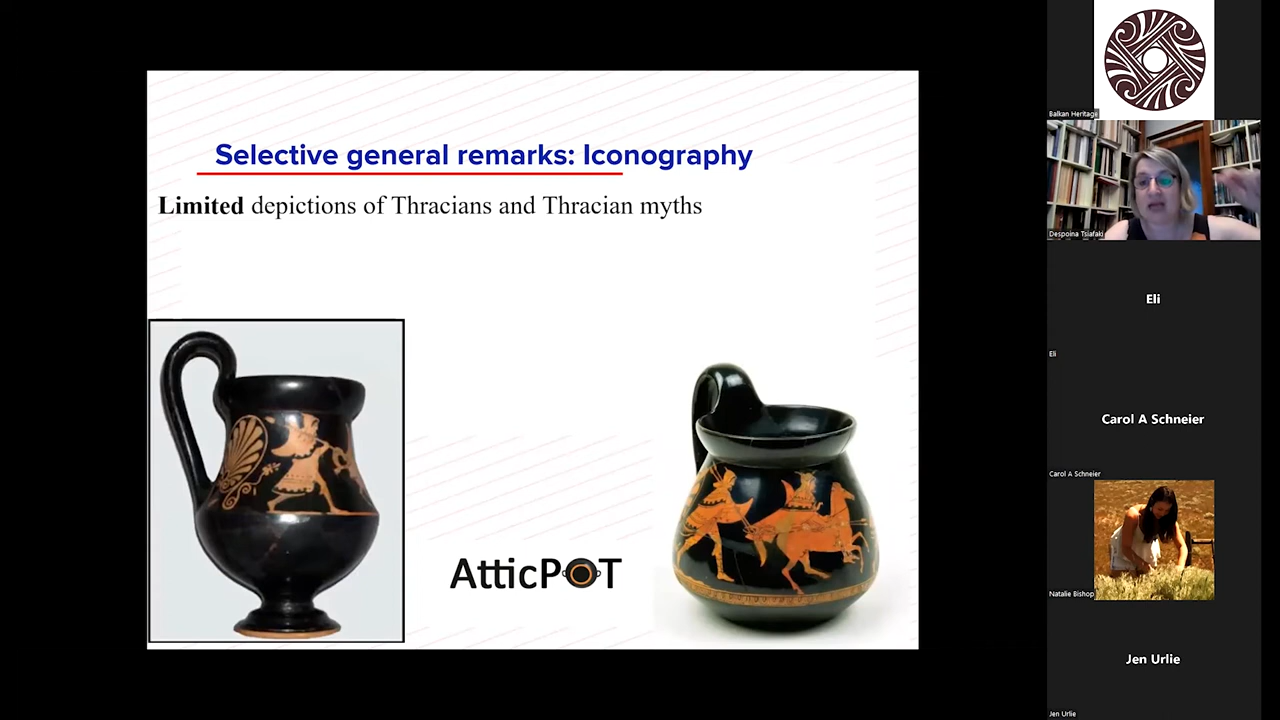 Selective general remarks: Iconography
Limited depictions of Thracians and Thracian myths
AtticPOT
Balkan Heritage
Despoina Tsiafaki
Eli
Eli
Carol A Schneier
Carol A Schneier
Natalie Bishop
Jen Urlie
Jen Urlie